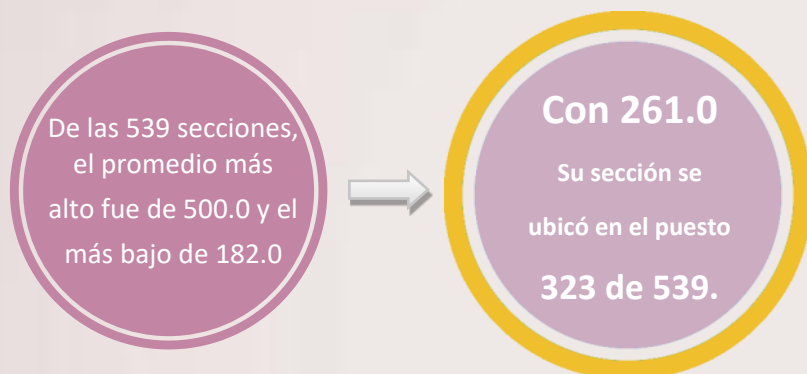 De las 539 secciones,
el promedio más
alto fue de 500.0 y el
más bajo de 182.0
Con 261.0
Su sección se
ubicó en el puesto
323 de 539.